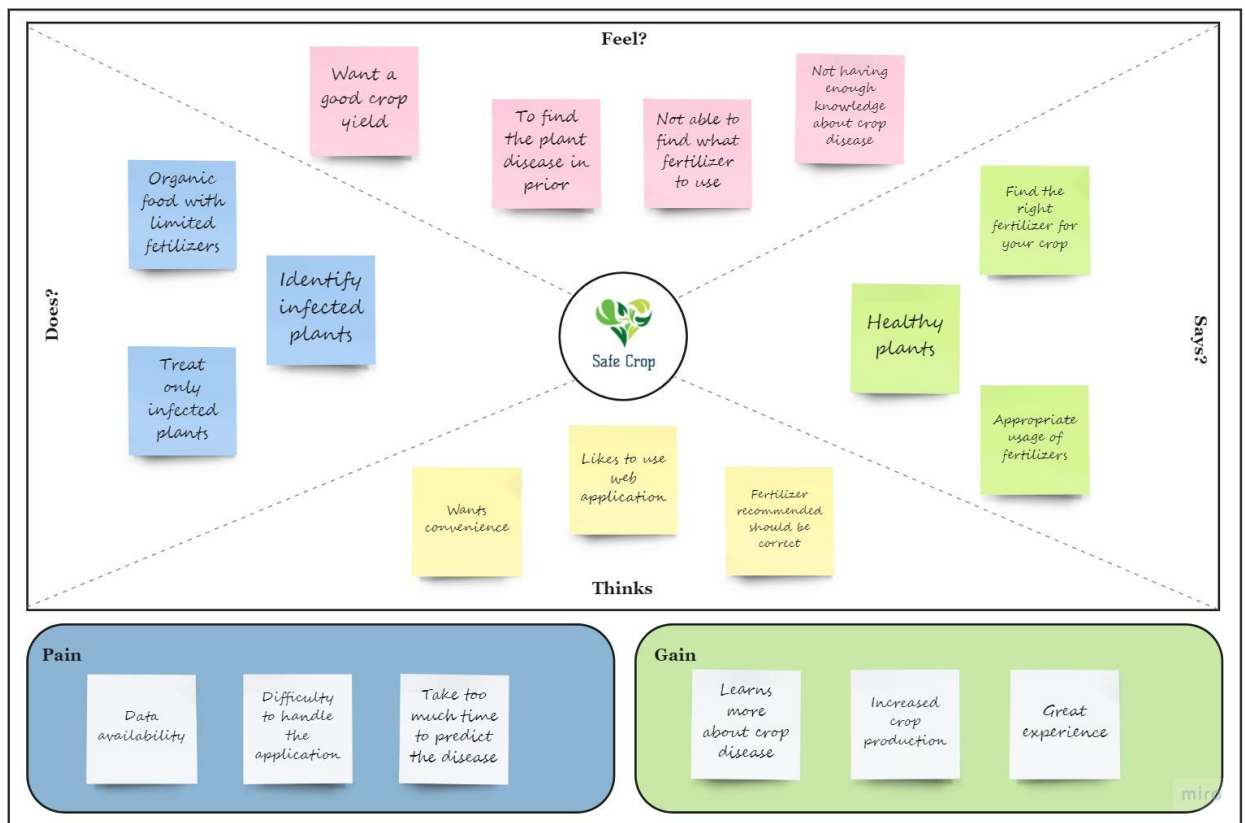 Feel?
Want a
good crop
yield
To find
the plant
disease in
prior
Not able to
find what
fertilizer
to use
Not having
enough
knowledge
about crop
disease
Does?
Organic
food with
limited
fetilizers
Identify
infected
plants
Treat
only
infected
plants
Safe Crop
Says?
Find the
right
fertilizer for
your crop
Healthy
plants
Appropriate
usage of
fertilizers
Wants
convenience
Likes to use
web
application
Fertilizer
recommended
should be
correct
Thinks
Pain
Data
availability
Difficulty
to handle
the
application
Take too
much time
to predict
the disease
Gain
Learns
more
about crop
disease
Increased
crop
production
Great
experience
miro